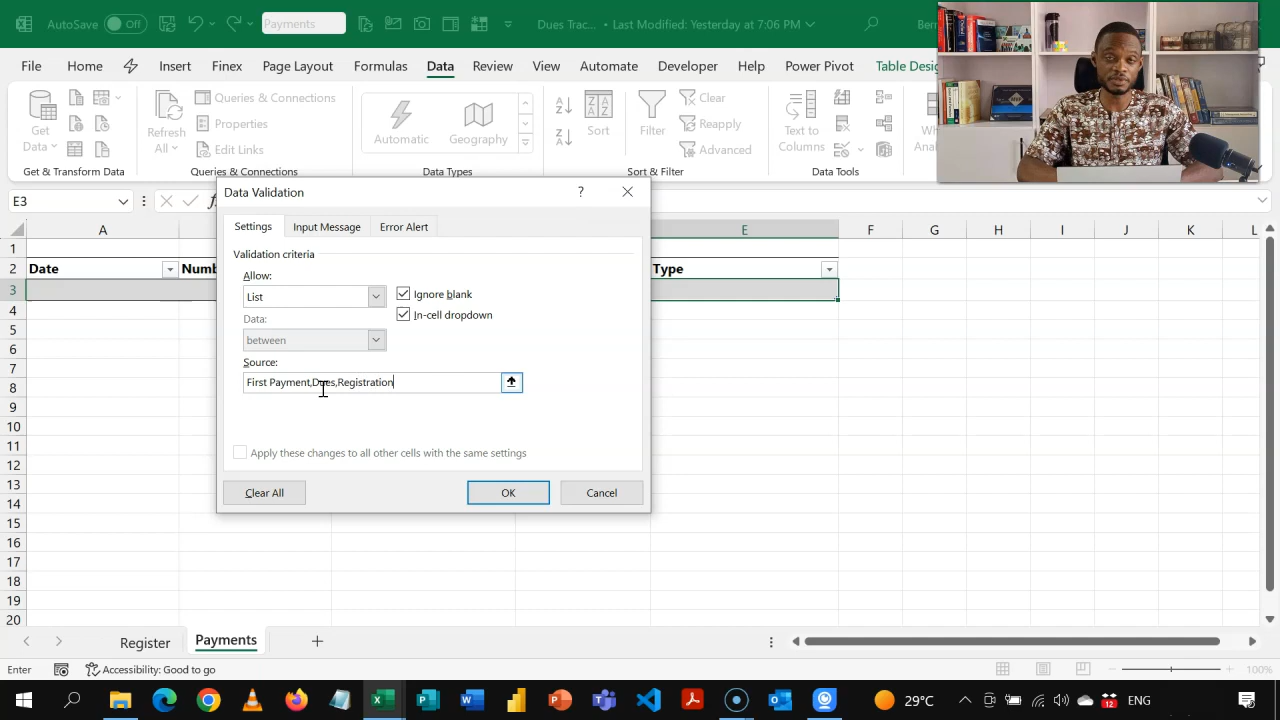 AutoSave Off Payments Dues Trac... • Last Modified: Yesterday at 7:06 PM
File Home Insert Finex Page Layout Formulas Data Review View Automate Developer Help Power Pivot Table Desig
Get Data
Refresh All
Queries & Connections
Properties
Edit Links
Automatic
Geography
Sort
Filter
Clear
Reapply
Advanced
Text to Columns
Get & Transform Data Queries & Connections Data Types Sort & Filter Data Tools
E3
Data Validation ?
Settings Input Message Error Alert
Validation criteria
Allow:
List
Ignore blank
Data:
In-cell dropdown
between
Source:
First Payment,Dues,Registration
Apply these changes to all other cells with the same settings
Clear All OK Cancel
A E F G H I J K L
1
2 Date Numb Type
3
4
5
6
7
8
9
10
11
12
13
14
15
16
17
18
19
20
Register Payments
Enter Accessibility: Good to go 100%
29°C 12 ENG